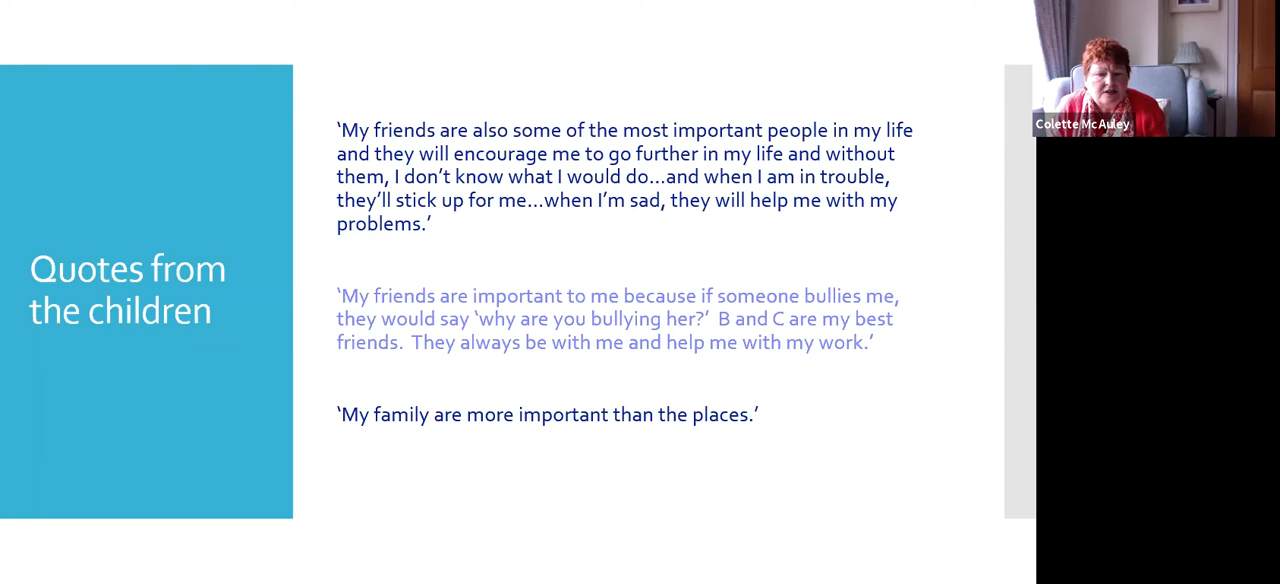 Quotes from
the children
‘My friends are also some of the most important people in my life
and they will encourage me to go further in my life and without
them, I don’t know what I would do…and when I am in trouble,
they’ll stick up for me…when I’m sad, they will help me with my
problems.’
‘My friends are important to me because if someone bullies me,
they would say ‘why are you bullying her?’ B and C are my best
friends. They always be with me and help me with my work.’
‘My family are more important than the places.’
Colette McAuley